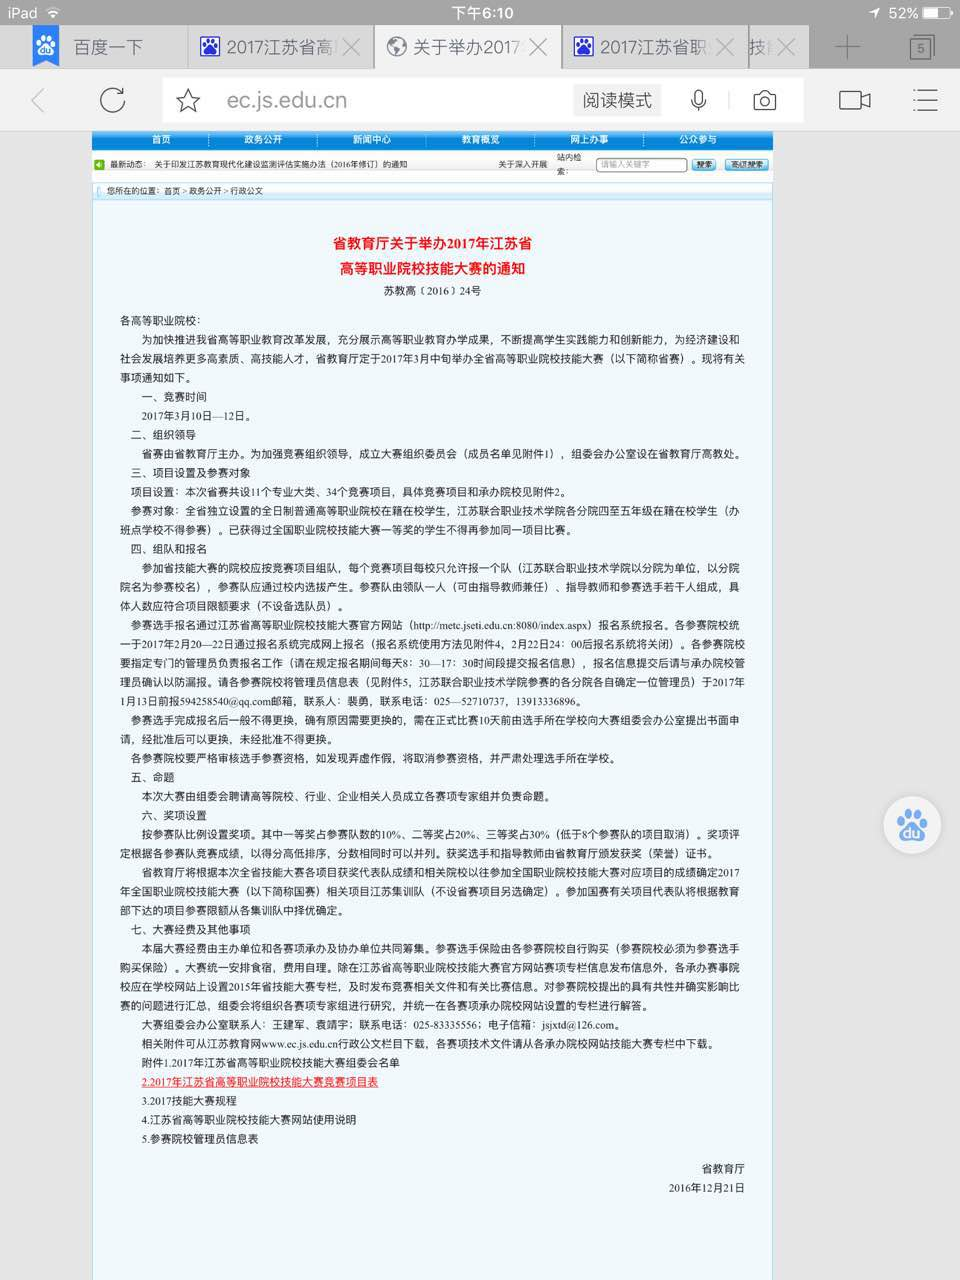 iPad 下午6:10 52%
百度一下 2017江苏省高 关于举办2017 2017江苏省职 技 5
ec.js.edu.cn 阅读模式
首页 政务公开 新闻中心 教育概览 网上办事 公众参与
最新动态： 关于印发江苏教育现代化建设监测评估实施办法（2016年修订）的通知 关于深入开展 站内检索： 请输入关键字 搜索 高级搜索
您所在的位置：首页 > 政务公开 > 行政公文
省教育厅关于举办2017年江苏省
高等职业院校技能大赛的通知
苏教高〔2016〕24号
各高等职业院校：
为加快推进我省高等职业教育改革发展，充分展示高等职业教育办学成果，不断提高学生实践能力和创新能力，为经济建设和
社会发展培养更多高素质、高技能人才，省教育厅定于2017年3月中旬举办全省高等职业院校技能大赛（以下简称省赛）。现将有关
事项通知如下。
一、竞赛时间
2017年3月10日—12日。
二、组织领导
省赛由省教育厅主办。为加强竞赛组织领导，成立大赛组织委员会（成员名单见附件1），组委会办公室设在省教育厅高教处。
三、项目设置及参赛对象
项目设置：本次省赛共设11个专业大类、34个竞赛项目，具体竞赛项目和承办院校见附件2。
参赛对象：全省独立设置的全日制普通高等职业院校在籍在校学生，江苏联合职业技术学院各分院四至五年级在籍在校学生（办
班点学校不得参赛）。已获得过全国职业院校技能大赛一等奖的学生不得再参加同一项目比赛。
四、组队和报名
参加省技能大赛的院校应按竞赛项目组队，每个竞赛项目每校只允许报一个队（江苏联合职业技术学院以分院为单位，以分院
院名为参赛校名），参赛队应通过校内选拔产生。参赛队由领队一人（可由指导教师兼任）、指导教师和参赛选手若干人组成，具
体人数应符合项目限额要求（不设备选队员）。
参赛选手报名通过江苏省高等职业院校技能大赛官方网站（http://metc.jseti.edu.cn:8080/index.aspx）报名系统报名。各参赛院校统
一于2017年2月20—22日通过报名系统完成网上报名（报名系统使用方法见附件4，2月22日24：00后报名系统将关闭）。各参赛院校
要指定专门的管理员负责报名工作（请在规定报名期间每天8：30—17：30时间段提交报名信息），报名信息提交后请与承办院校管
理员确认以防漏报。请各参赛院校将管理员信息表（见附件5，江苏联合职业技术学院参赛的各分院各自确定一位管理员）于2017年
1月13日前报594258540@qq.com邮箱，联系人：裴勇，联系电话：025—52710737，13913336896。
参赛选手完成报名后一般不得更换，确有原因需要更换的，需在正式比赛10天前由选手所在学校向大赛组委会办公室提出书面申
请，经批准后可以更换，未经批准不得更换。
各参赛院校要严格审核选手参赛资格，如发现弄虚作假，将取消参赛资格，并严肃处理选手所在学校。
五、命题
本次大赛由组委会聘请高等院校、行业、企业相关人员成立各赛项专家组并负责命题。
六、奖项设置
按参赛队比例设置奖项。其中一等奖占参赛队数的10%、二等奖占20%、三等奖占30%（低于8个参赛队的项目取消）。奖项评
定根据各参赛队竞赛成绩，以得分高低排序，分数相同时可以并列。获奖选手和指导教师由省教育厅颁发获奖（荣誉）证书。
省教育厅将根据本次全省技能大赛各项目获奖代表队成绩和相关院校以往参加全国职业院校技能大赛对应项目的成绩确定2017
年全国职业院校技能大赛（以下简称国赛）相关项目江苏集训队（不设省赛项目另选确定）。参加国赛有关项目代表队将根据教育
部下达的项目参赛限额从各集训队中择优确定。
七、大赛经费及其他事项
本届大赛经费由主办单位和各赛项承办及协办单位共同筹集。参赛选手保险由各参赛院校自行购买（参赛院校必须为参赛选手
购买保险）。大赛统一安排食宿，费用自理。除在江苏省高等职业院校技能大赛官方网站赛项专栏信息发布信息外，各承办赛事院
校应在学校网站上设置2015年省技能大赛专栏，及时发布竞赛相关文件和有关比赛信息。对参赛院校提出的具有共性并确实影响比
赛的问题进行汇总，组委会将组织各赛项专家组进行研究，并统一在各赛项承办院校网站设置的专栏进行解答。
大赛组委会办公室联系人：王建军、袁靖宇；联系电话：025-83335556；电子信箱：jsjxtd@126.com。
相关附件可从江苏教育网www.ec.js.edu.cn行政公文栏目下载，各赛项技术文件请从各承办院校网站技能大赛专栏中下载。
附件1.2017年江苏省高等职业院校技能大赛组委会名单
2.2017年江苏省高等职业院校技能大赛竞赛项目表
3.2017技能大赛规程
4.江苏省高等职业院校技能大赛网站使用说明
5.参赛院校管理员信息表
省教育厅
2016年12月21日
du